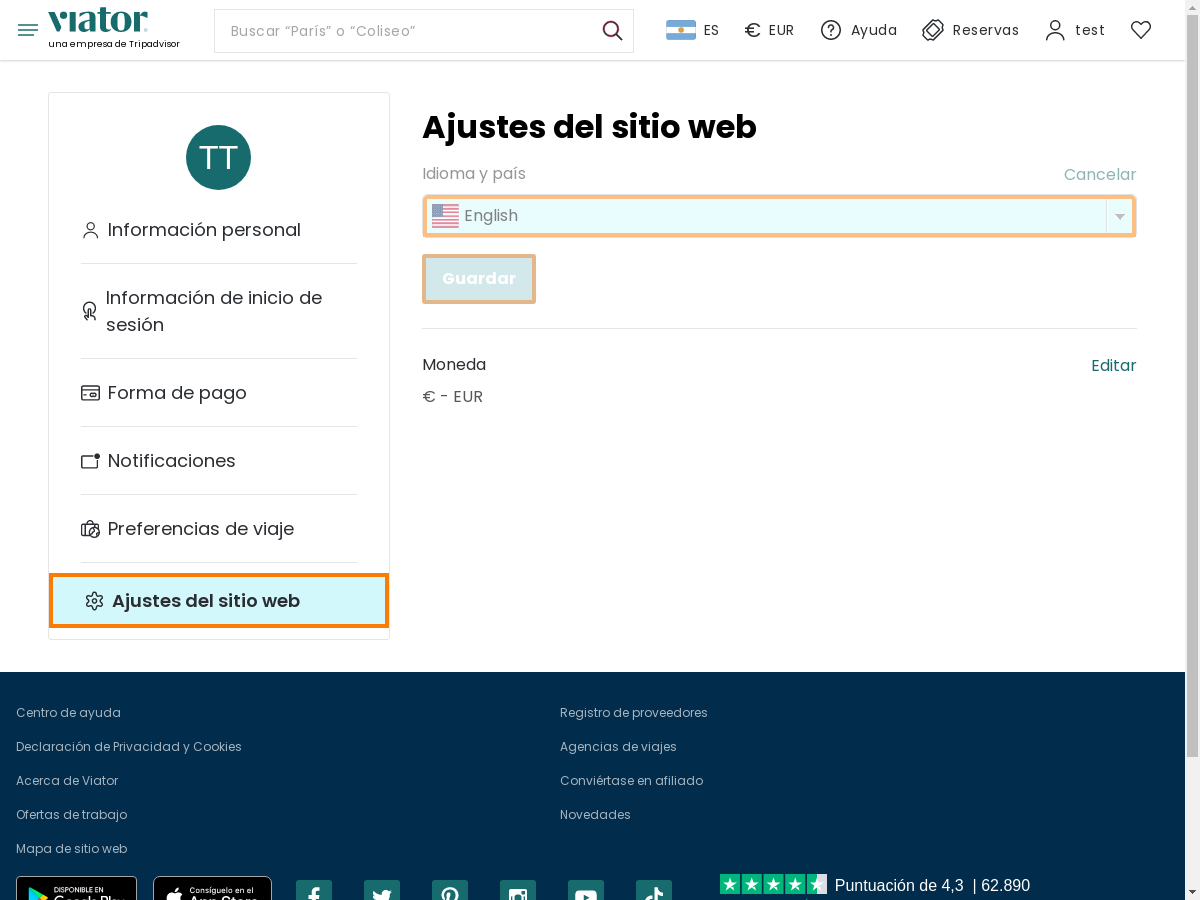 viator
una empresa de Tripadvisor
Buscar “París” o “Coliseo”
ES
€ EUR
Ayuda
Reservas
test
TT
Información personal
Información de inicio de
sesión
Forma de pago
Notificaciones
Preferencias de viaje
Ajustes del sitio web
Ajustes del sitio web
Idioma y país
Cancelar
English
Guardar
Moneda
Editar
€ - EUR
Centro de ayuda
Declaración de Privacidad y Cookies
Acerca de Viator
Ofertas de trabajo
Mapa de sitio web
Registro de proveedores
Agencias de viajes
Conviértase en afiliado
Novedades
DISPONIBLE EN
Google Play
Consíguelo en el
App Store
Puntuación de 4,3 | 62.890